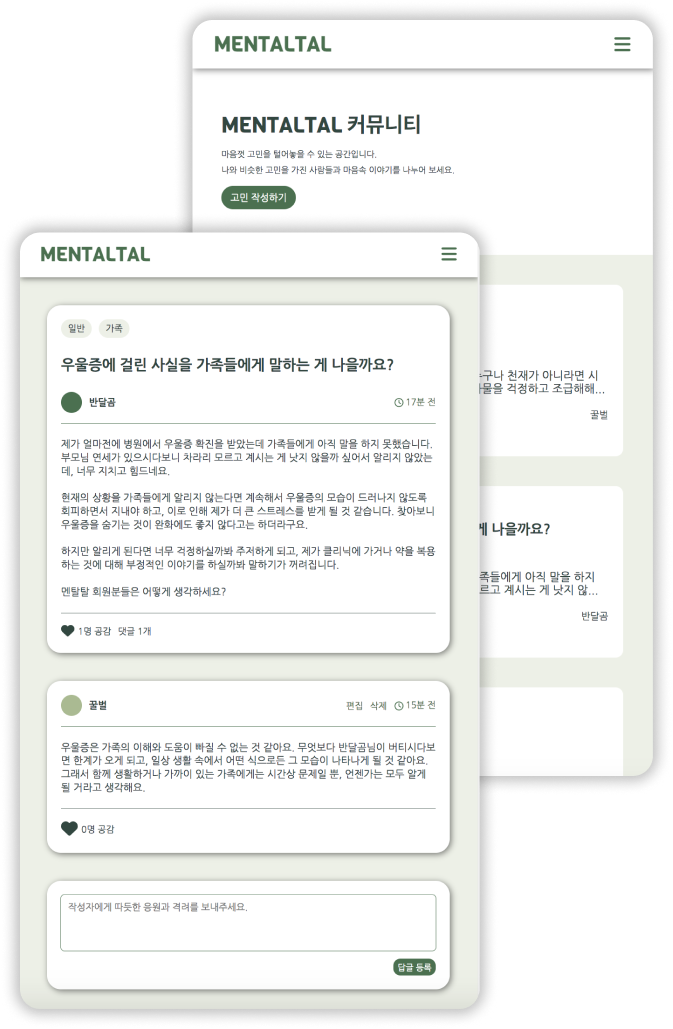 MENTALTAL
MENTALTAL 커뮤니티
마음껏 고민을 털어놓을 수 있는 공간입니다.
나와 비슷한 고민을 가진 사람들과 마음속 이야기를 나누어 보세요.
고민 작성하기
구나 천재가 아니라면 시
물을 걱정하고 조급해해...
꿀벌
게 나을까요?
족들에게 아직 말을 하지
르고 계시는 게 낫지 않...
반달곰
MENTALTAL
일반 가족
우울증에 걸린 사실을 가족들에게 말하는 게 나을까요?
반달곰 17분 전
제가 얼마전에 병원에서 우울증 확진을 받았는데 가족들에게 아직 말을 하지 못했습니다.
부모님 연세가 있으시다보니 차라리 모르고 계시는 게 낫지 않을까 싶어서 알리지 않았는
데, 너무 지치고 힘드네요.
현재의 상황을 가족들에게 알리지 않는다면 계속해서 우울증의 모습이 드러나지 않도록
회피하면서 지내야 하고, 이로 인해 제가 더 큰 스트레스를 받게 될 것 같습니다. 찾아보니
우울증을 숨기는 것이 완화에도 좋지 않다고는 하더라구요.
하지만 알리게 된다면 너무 걱정하실까봐 주저하게 되고, 제가 클리닉에 가거나 약을 복용
하는 것에 대해 부정적인 이야기를 하실까봐 말하기가 꺼려집니다.
멘탈탈 회원분들은 어떻게 생각하세요?
1명 공감 댓글 1개
꿀벌 편집 삭제 15분 전
우울증은 가족의 이해와 도움이 빠질 수 없는 것 같아요. 무엇보다 반달곰님이 버티시다보
면 한계가 오게 되고, 일상 생활 속에서 어떤 식으로든 그 모습이 나타나게 될 것 같아요.
그래서 함께 생활하거나 가까이 있는 가족에게는 시간상 문제일 뿐, 언젠가는 모두 알게
될 거라고 생각해요.
0명 공감
작성자에게 따듯한 응원과 격려를 보내주세요.
답글 등록